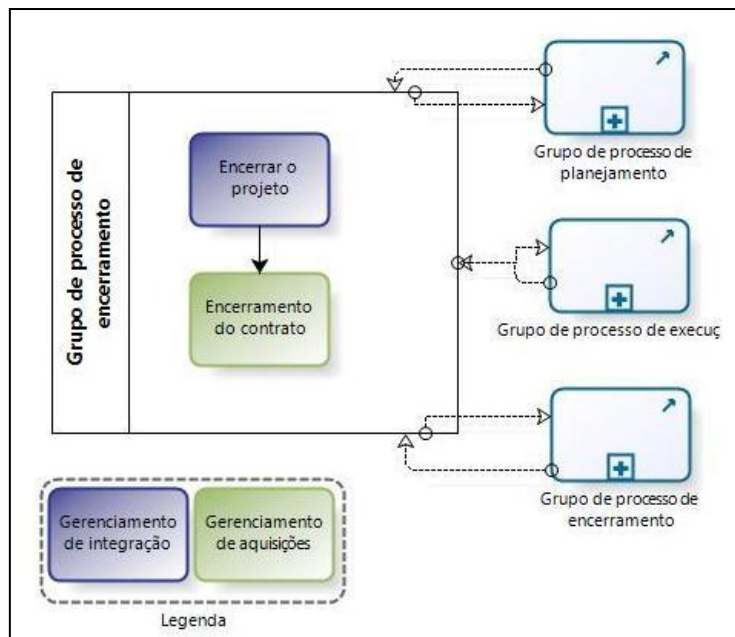 Grupo de processo de
encerramento
Encerrar o
projeto
Encerramento
do contrato
Grupo de processo de
planejamento
Grupo de processo de execuç
Grupo de processo de
encerramento
Gerenciamento
de integração
Gerenciamento
de aquisições
Legenda